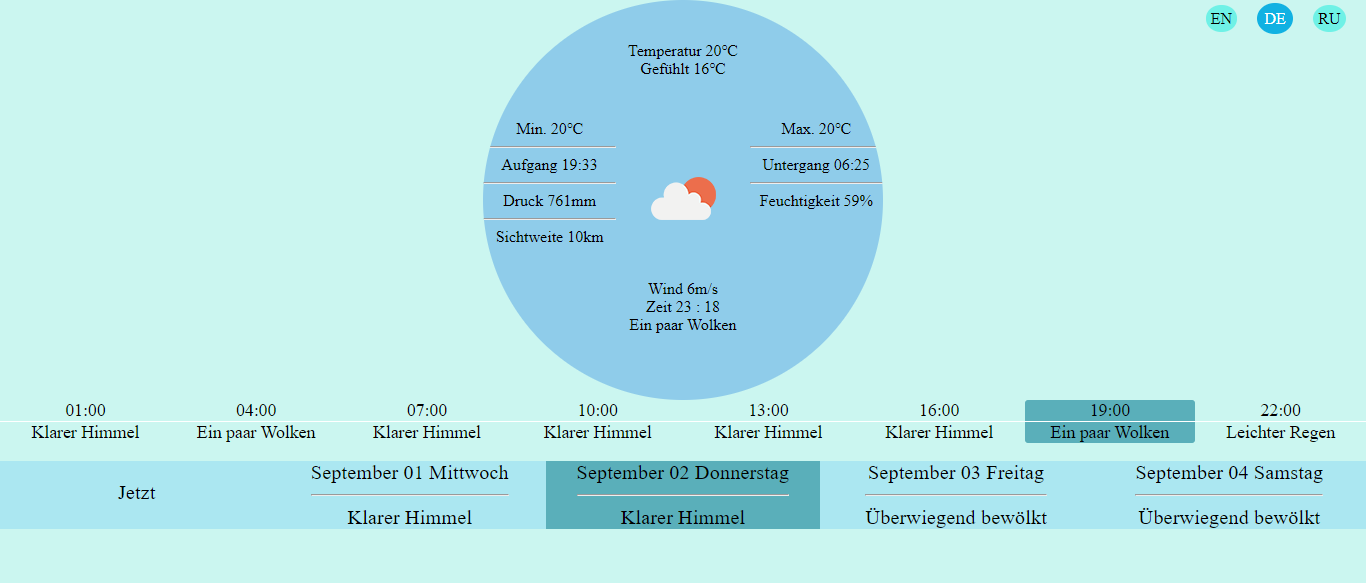 EN DE RU
Temperatur 20°C
Gefühlt 16°C
Min. 20°C
Aufgang 19:33
Druck 761mm
Sichtweite 10km
Max. 20°C
Untergang 06:25
Feuchtigkeit 59%
Wind 6m/s
Zeit 23 : 18
Ein paar Wolken
01:00 04:00 07:00 10:00 13:00 16:00 19:00 22:00
Klarer Himmel Ein paar Wolken Klarer Himmel Klarer Himmel Klarer Himmel Klarer Himmel Ein paar Wolken Leichter Regen
Jetzt
September 01 Mittwoch September 02 Donnerstag September 03 Freitag September 04 Samstag
Klarer Himmel Klarer Himmel Überwiegend bewölkt Überwiegend bewölkt